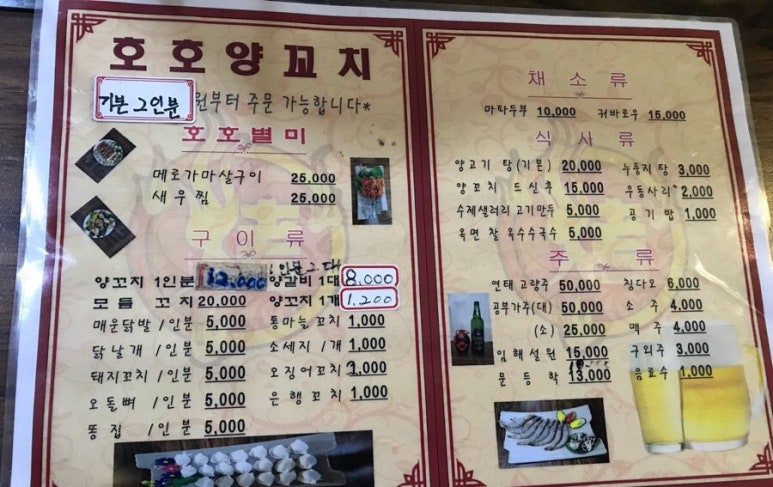 호호양꼬치
기본 2인분 원부터 주문 가능합니다*
호호별미
메로가마살구이 25,000
새우찜 25,000
구이류
1인분 2대
양꼬치 1인분 12,000 양갈비 1대 8,000
모듬 꼬치 20,000 양꼬치 1개 1,200
매운닭발 /인분 5,000 통마늘꼬치 1,000
닭날개 /인분 5,000 소세지 /개 1,000
돼지꼬치 /인분 5,000 오징어꼬치 1,000
오돌뼈 /인분 5,000 은행꼬치 1,000
똥집 /인분 5,000
채소류
마파두부 10,000 꿔바로우 15,000
식사류
양고기 탕(기본) 20,000 누룽지탕 3,000
양꼬치 드신후 15,000 우동사리 2,000
수제샐러리 고기만두 5,000 공기밥 1,000
옥면 찰 옥수수국수 5,000
주류
연태 고량주 50,000 칭다오 6,000
공부가주(대) 50,000 소주 4,000
(소) 25,000 맥주 4,000
임해설원 15,000 구외주 3,000
문등학 13,000 음효수 1,000